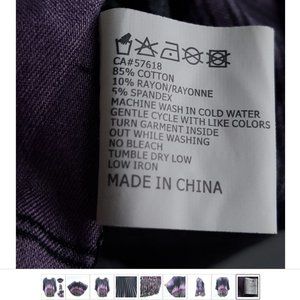 CA#57618
85% COTTON
10% RAYON/RAYONNE
5% SPANDEX
MACHINE WASH IN COLD WATER
GENTLE CYCLE WITH LIKE COLORS
TURN GARMENT INSIDE
OUT WHILE WASHING
NO BLEACH
TUMBLE DRY LOW
LOW IRON
MADE IN CHINA